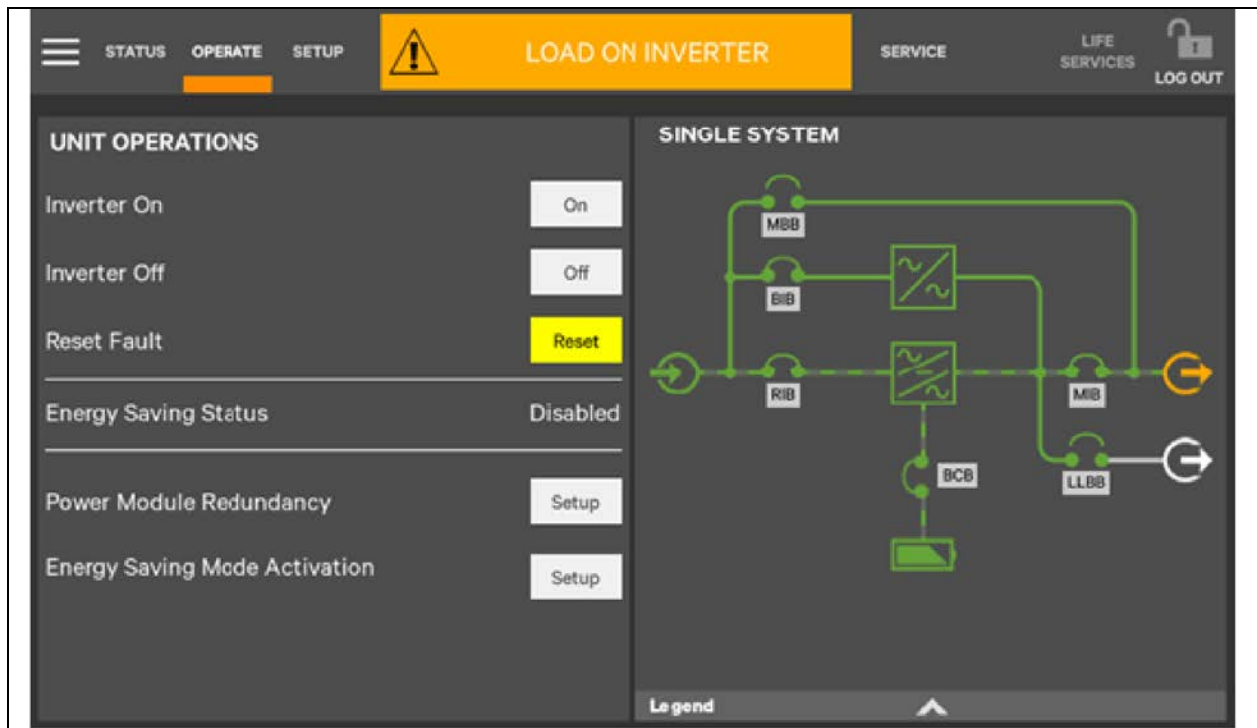 STATUS OPERATE SETUP LOAD ON INVERTER SERVICE LIFE SERVICES LOG OUT
UNIT OPERATIONS
Inverter On On
Inverter Off Off
Reset Fault Reset
Energy Saving Status Disabled
Power Module Redundancy Setup
Energy Saving Mode Activation Setup
SINGLE SYSTEM
MBB
BIB
RIB MIB
BCB LLBB
Legend